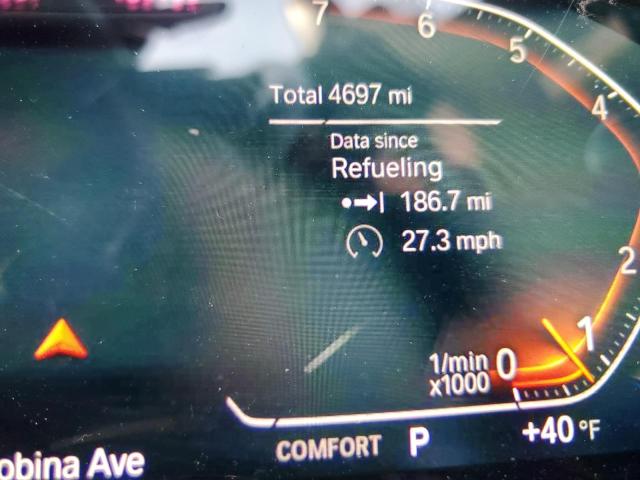 7
6
5
4
Total 4697 mi
Data since
Refueling
186.7 mi
27.3 mph
2
1
1/min 0
x1000
COMFORT P +40 °F
obina Ave